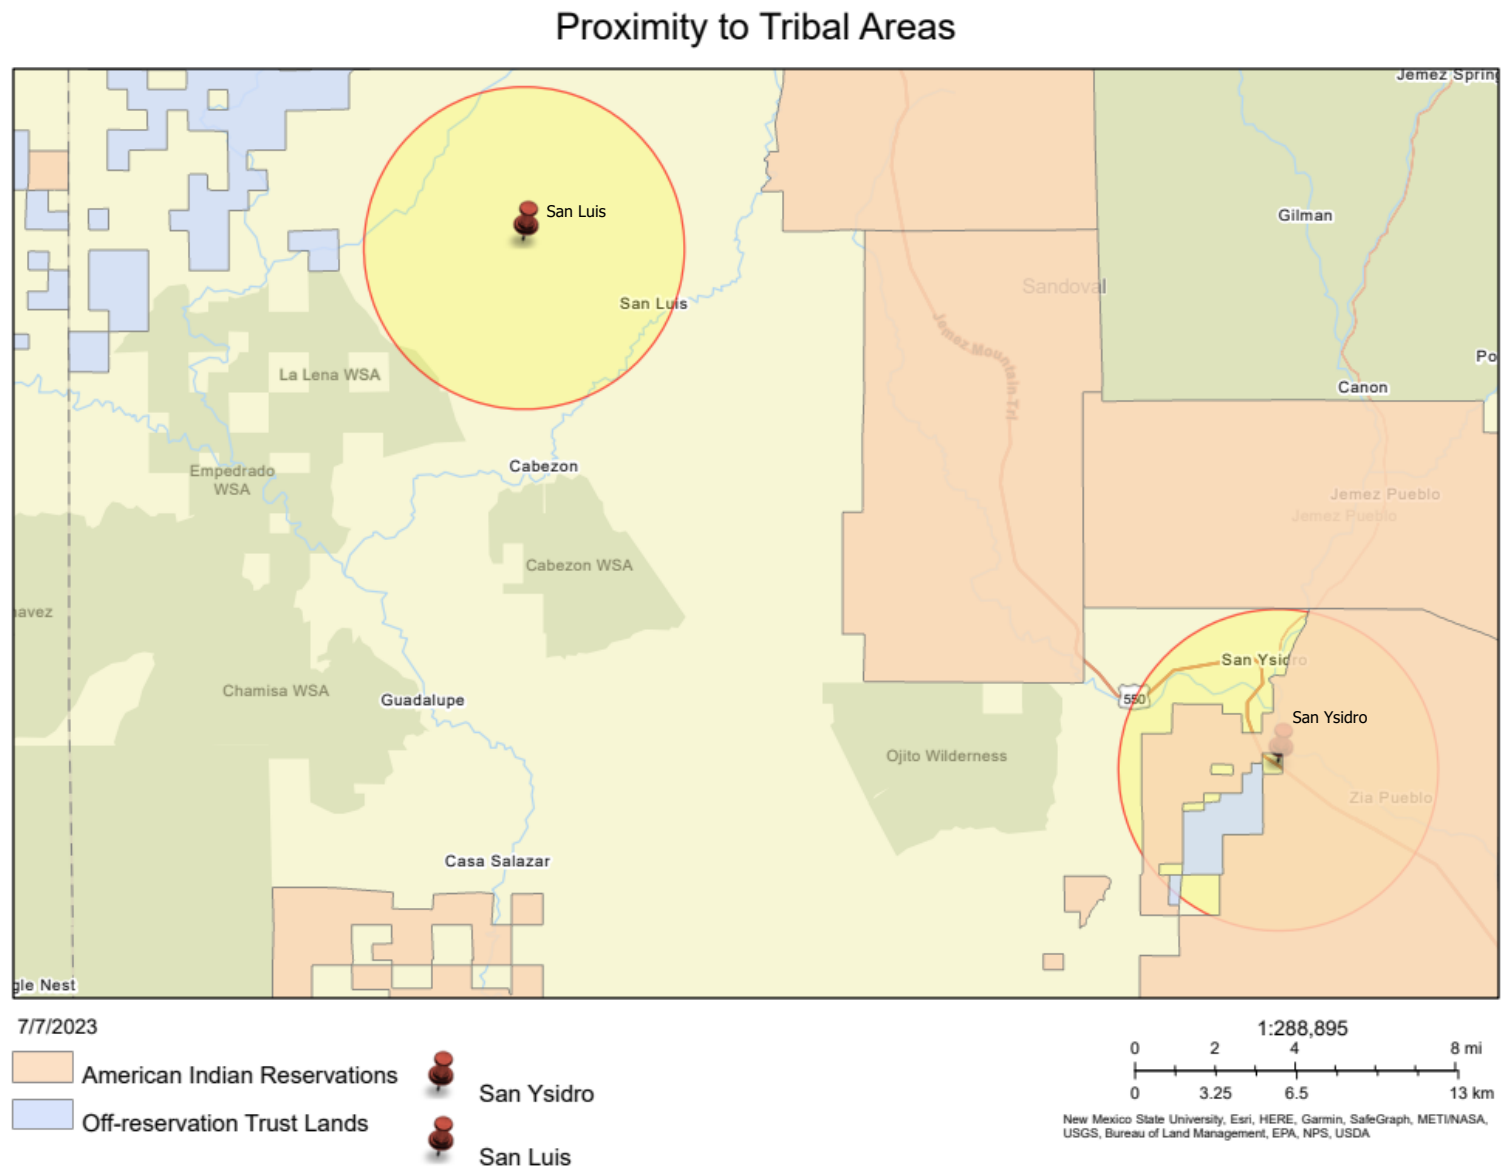 Proximity to Tribal Areas
Jemez Spring
San Luis
Gilman
Sandoval
San Luis
Jemez Mountain Trl
Po
La Lena WSA
Canon
Cabezon
Empedrado
WSA
Jemez Pueblo
Jemez Pueblo
Cabezon WSA
avez
San Ysidro
Chamisa WSA
Guadalupe
550
San Ysidro
Ojito Wilderness
Zia Pueblo
Casa Salazar
gle Nest
7/7/2023
1:288,895
0 2 4 8 mi
0 3.25 6.5 13 km
American Indian Reservations
San Ysidro
Off-reservation Trust Lands
San Luis
New Mexico State University, Esri, HERE, Garmin, SafeGraph, METI/NASA,
USGS, Bureau of Land Management, EPA, NPS, USDA